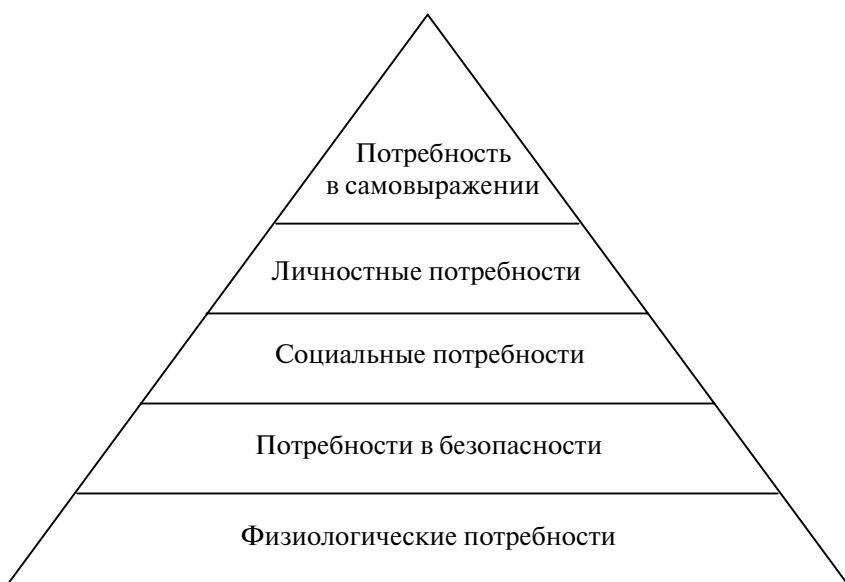 Потребность
в самовыражении
Личностные потребности
Социальные потребности
Потребности в безопасности
Физиологические потребности